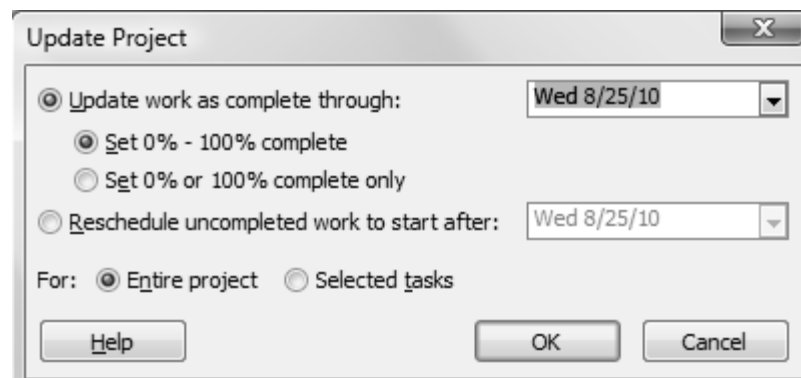 Update Project
Update work as complete through: Wed 8/25/10
Set 0% - 100% complete
Set 0% or 100% complete only
Reschedule uncompleted work to start after: Wed 8/25/10
For: Entire project Selected tasks
Help OK Cancel